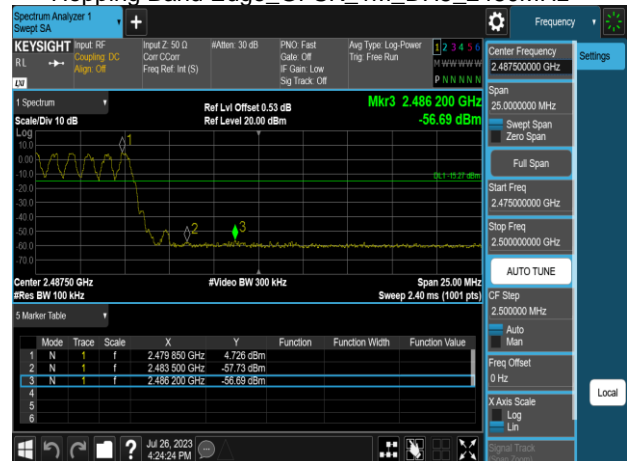 Spectrum Analyzer 1
Swept SA
Frequency
KEYSIGHT
RL
LXI
Input: RF
Coupling: DC
Align: Off
Input Z: 50 Ω
Corr CCorr
Freq Ref: Int (S)
#Atten: 30 dB
PNO: Fast
Gate: Off
IF Gain: Low
Sig Track: Off
Avg Type: Log-Power
Trig: Free Run
1 2 3 4 5 6
M W W W W W
P N N N N N
1 Spectrum
Scale/Div 10 dB
Ref Lvl Offset 0.53 dB
Ref Level 20.00 dBm
Mkr3 2.486 200 GHz
-56.69 dBm
Log
10.0
0.00
-10.0
-20.0
-30.0
-40.0
-50.0
-60.0
-70.0
1
2
3
DL1 -15.27 dBm
Center 2.48750 GHz
#Res BW 100 kHz
#Video BW 300 kHz
Span 25.00 MHz
Sweep 2.40 ms (1001 pts)
5 Marker Table
Mode Trace Scale X Y Function Function Width Function Value
1 N 1 f 2.479 850 GHz 4.726 dBm
2 N 1 f 2.483 500 GHz -57.73 dBm
3 N 1 f 2.486 200 GHz -56.69 dBm
4
5
6
Jul 26, 2023
4:24:24 PM
Center Frequency
2.487500000 GHz
Settings
Span
25.0000000 MHz
Swept Span
Zero Span
Full Span
Start Freq
2.475000000 GHz
Stop Freq
2.500000000 GHz
AUTO TUNE
CF Step
2.500000 MHz
Auto
Man
Freq Offset
0 Hz
X Axis Scale
Log
Lin
Local
Signal Track
(Span Zoom)